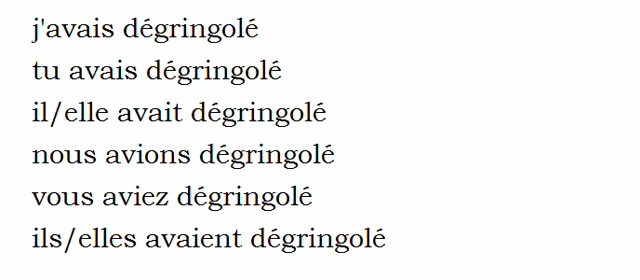 j'avais dégringolé
tu avais dégringolé
il/elle avait dégringolé
nous avions dégringolé
vous aviez dégringolé
ils/elles avaient dégringolé